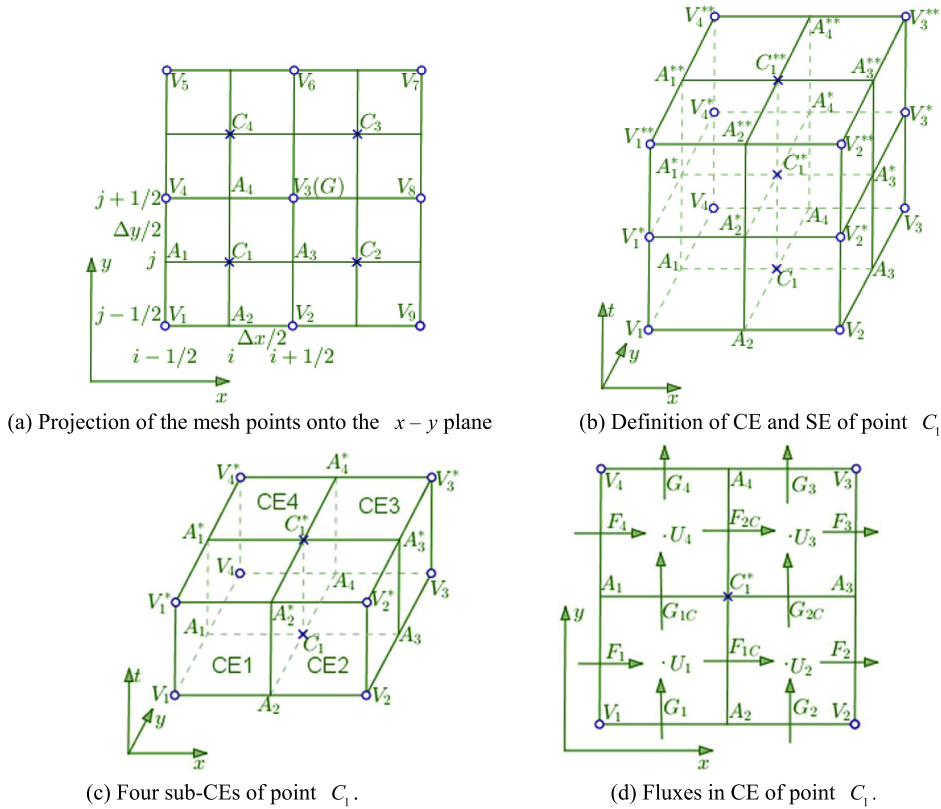 V5 V6 V7
C4 C3
j + 1/2 V4 A4 V3(G) V8
Δy/2
y j A1 C1 A3 C2
j − 1/2 V1 A2 V2 V9
Δx/2
i − 1/2 i i + 1/2
x
(a) Projection of the mesh points onto the x – y plane
V4** A4** V3**
A1** C1** A3**
V4* A4* V3*
V1** A2** V2**
A1* C1* A3*
V4 A4 V3
V1* A2* V2*
A1 C1 A3
t V1 A2 V2
y
x
(b) Definition of CE and SE of point C1
V4* A4* V3*
CE4 CE3
A1* C1* A3*
V4 A4 V3
V1* A2* V2*
A1 C1 A3
CE1 CE2
t V1 A2 V2
y
x
(c) Four sub-CEs of point C1.
V4 G4 A4 G3 V3
F4 ·U4 F2C ·U3 F3
A1 C1* A3
y G1C G2C
F1 ·U1 F1C ·U2 F2
V1 G1 A2 G2 V2
x
(d) Fluxes in CE of point C1.